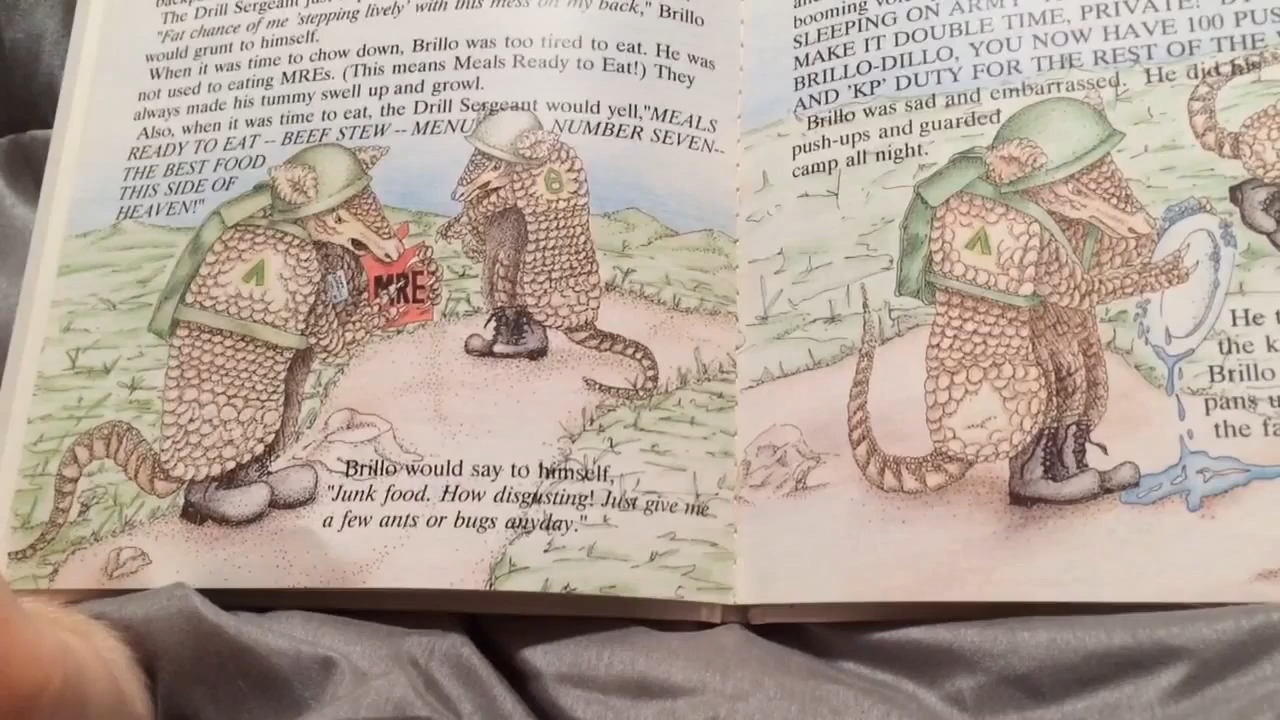 The Drill Sergeant
"Fat chance of me 'stepping lively' with this mess on my back," Brillo
would grunt to himself.
When it was time to chow down, Brillo was too tired to eat. He was
not used to eating MREs. (This means Meals Ready to Eat!) They
always made his tummy swell up and growl.
Also, when it was time to eat, the Drill Sergeant would yell,"MEALS
READY TO EAT -- BEEF STEW -- MENU NUMBER SEVEN--
THE BEST FOOD
THIS SIDE OF
HEAVEN!"
MRE
Brillo would say to himself,
"Junk food. How disgusting! Just give me
a few ants or bugs anyday."
booming
SLEEPING ON ARMY
MAKE IT DOUBLE TIME, PRIVATE!
BRILLO-DILLO, YOU NOW HAVE 100
AND 'KP' DUTY FOR THE REST OF THE
Brillo was sad and embarrassed. He did his
push-ups and guarded
camp all night.
He
the
Brillo
pans
the